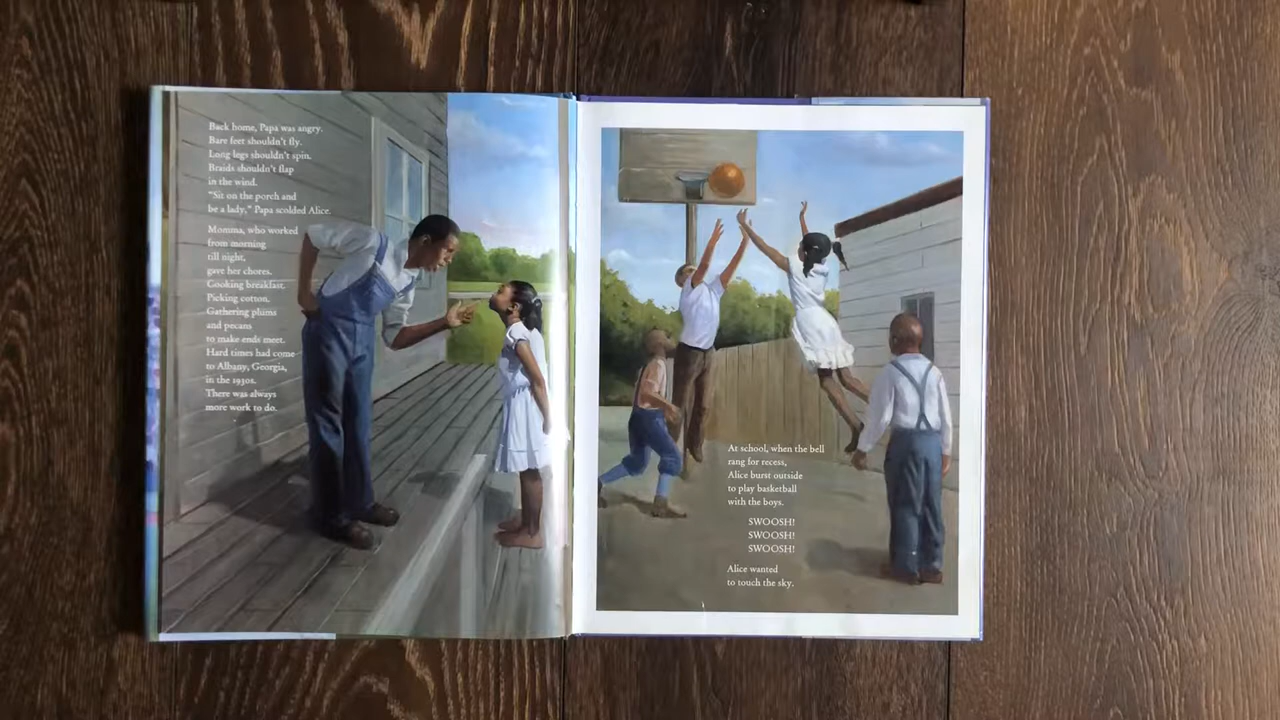 Back home, Papa was angry.
Bare feet shouldn't fly.
Long legs shouldn't spin.
Braids shouldn't flap
in the wind.
"Sit on the porch and
be a lady," Papa scolded Alice.
Momma, who worked
from morning
till night,
gave her chores.
Cooking breakfast.
Picking cotton.
Gathering plums
and pecans
to make ends meet.
Hard times had come
to Albany, Georgia,
in the 1930s.
There was always
more work to do.
At school, when the bell
rang for recess,
Alice burst outside
to play basketball
with the boys.
SWOOSH!
SWOOSH!
SWOOSH!
Alice wanted
to touch the sky.